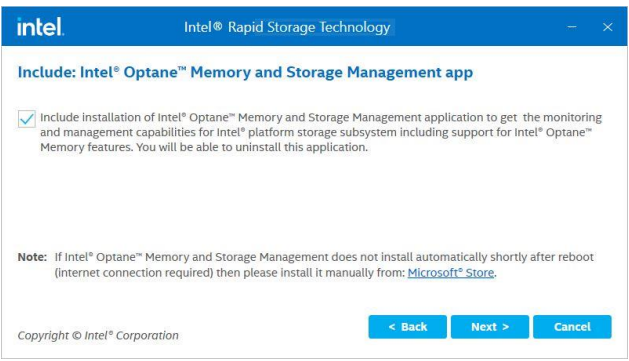 intel.
Intel® Rapid Storage Technology
Include: Intel® Optane™ Memory and Storage Management app
Include installation of Intel® Optane™ Memory and Storage Management application to get the monitoring
and management capabilities for Intel® platform storage subsystem including support for Intel® Optane™
Memory features. You will be able to uninstall this application.
Note: If Intel® Optane™ Memory and Storage Management does not install automatically shortly after reboot
(internet connection required) then please install it manually from: Microsoft® Store.
Copyright © Intel® Corporation
< Back
Next >
Cancel